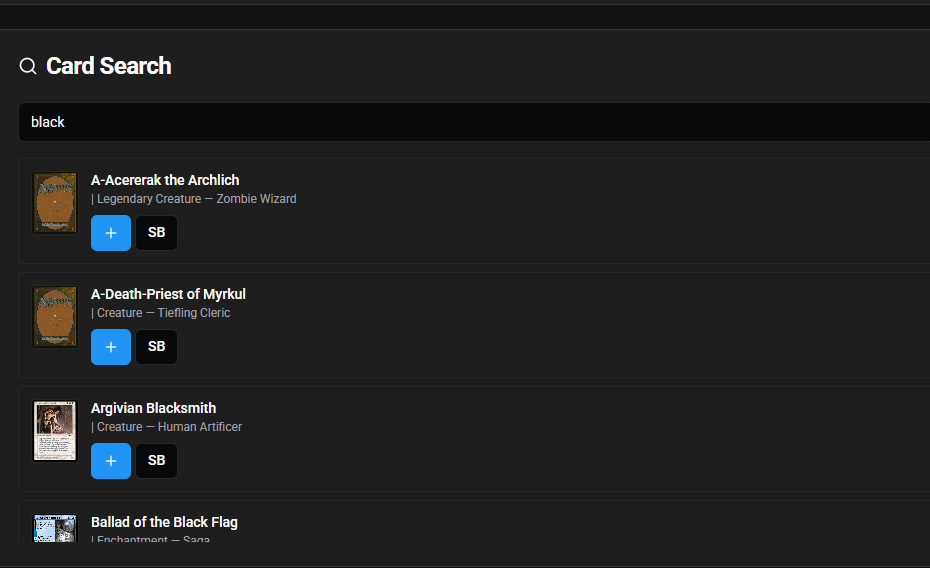 Card Search
black
A-Acererak the Archlich
| Legendary Creature — Zombie Wizard
+ SB
A-Death-Priest of Myrkul
| Creature — Tiefling Cleric
+ SB
Argivian Blacksmith
| Creature — Human Artificer
+ SB
Ballad of the Black Flag
| Enchantment — Saga